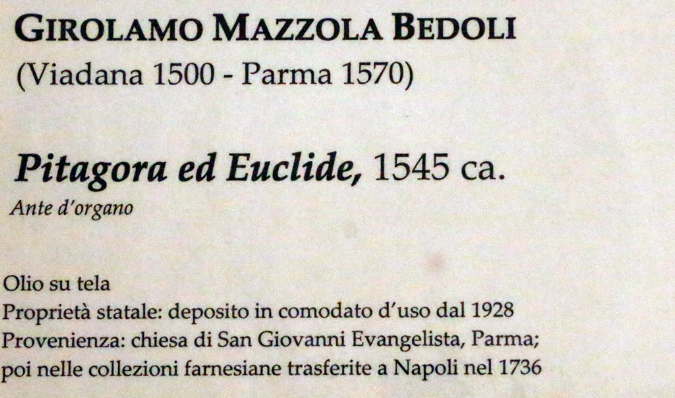 GIROLAMO MAZZOLA BEDOLI
(Viadana 1500 - Parma 1570)
Pitagora ed Euclide, 1545 ca.
Ante d'organo
Olio su tela
Proprietà statale: deposito in comodato d'uso dal 1928
Provenienza: chiesa di San Giovanni Evangelista, Parma;
poi nelle collezioni farnesiane trasferite a Napoli nel 1736